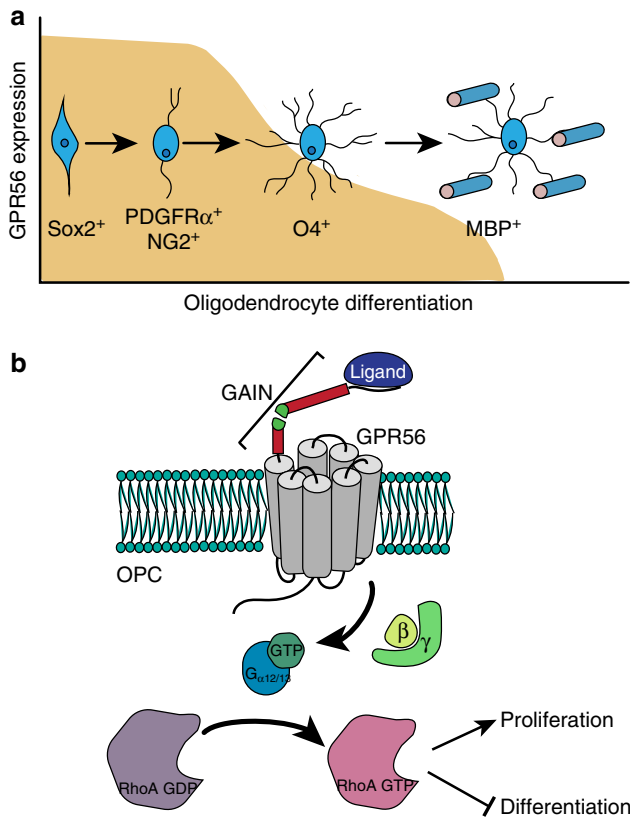 a
GPR56 expression
Sox2⁺
PDGFRα⁺
NG2⁺
O4⁺
MBP⁺
Oligodendrocyte differentiation
b
GAIN
Ligand
GPR56
OPC
GTP
Gα12/13
β
γ
RhoA GDP
RhoA GTP
Proliferation
Differentiation